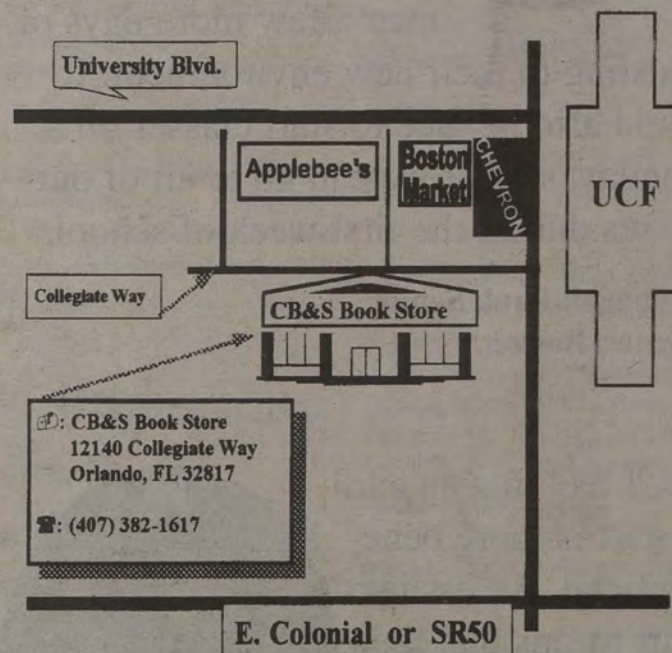 University Blvd.
Applebee's
Boston
Market
CHEVRON
UCF
Collegiate Way
CB&S Book Store
: CB&S Book Store
12140 Collegiate Way
Orlando, FL 32817
☎: (407) 382-1617
E. Colonial or SR50